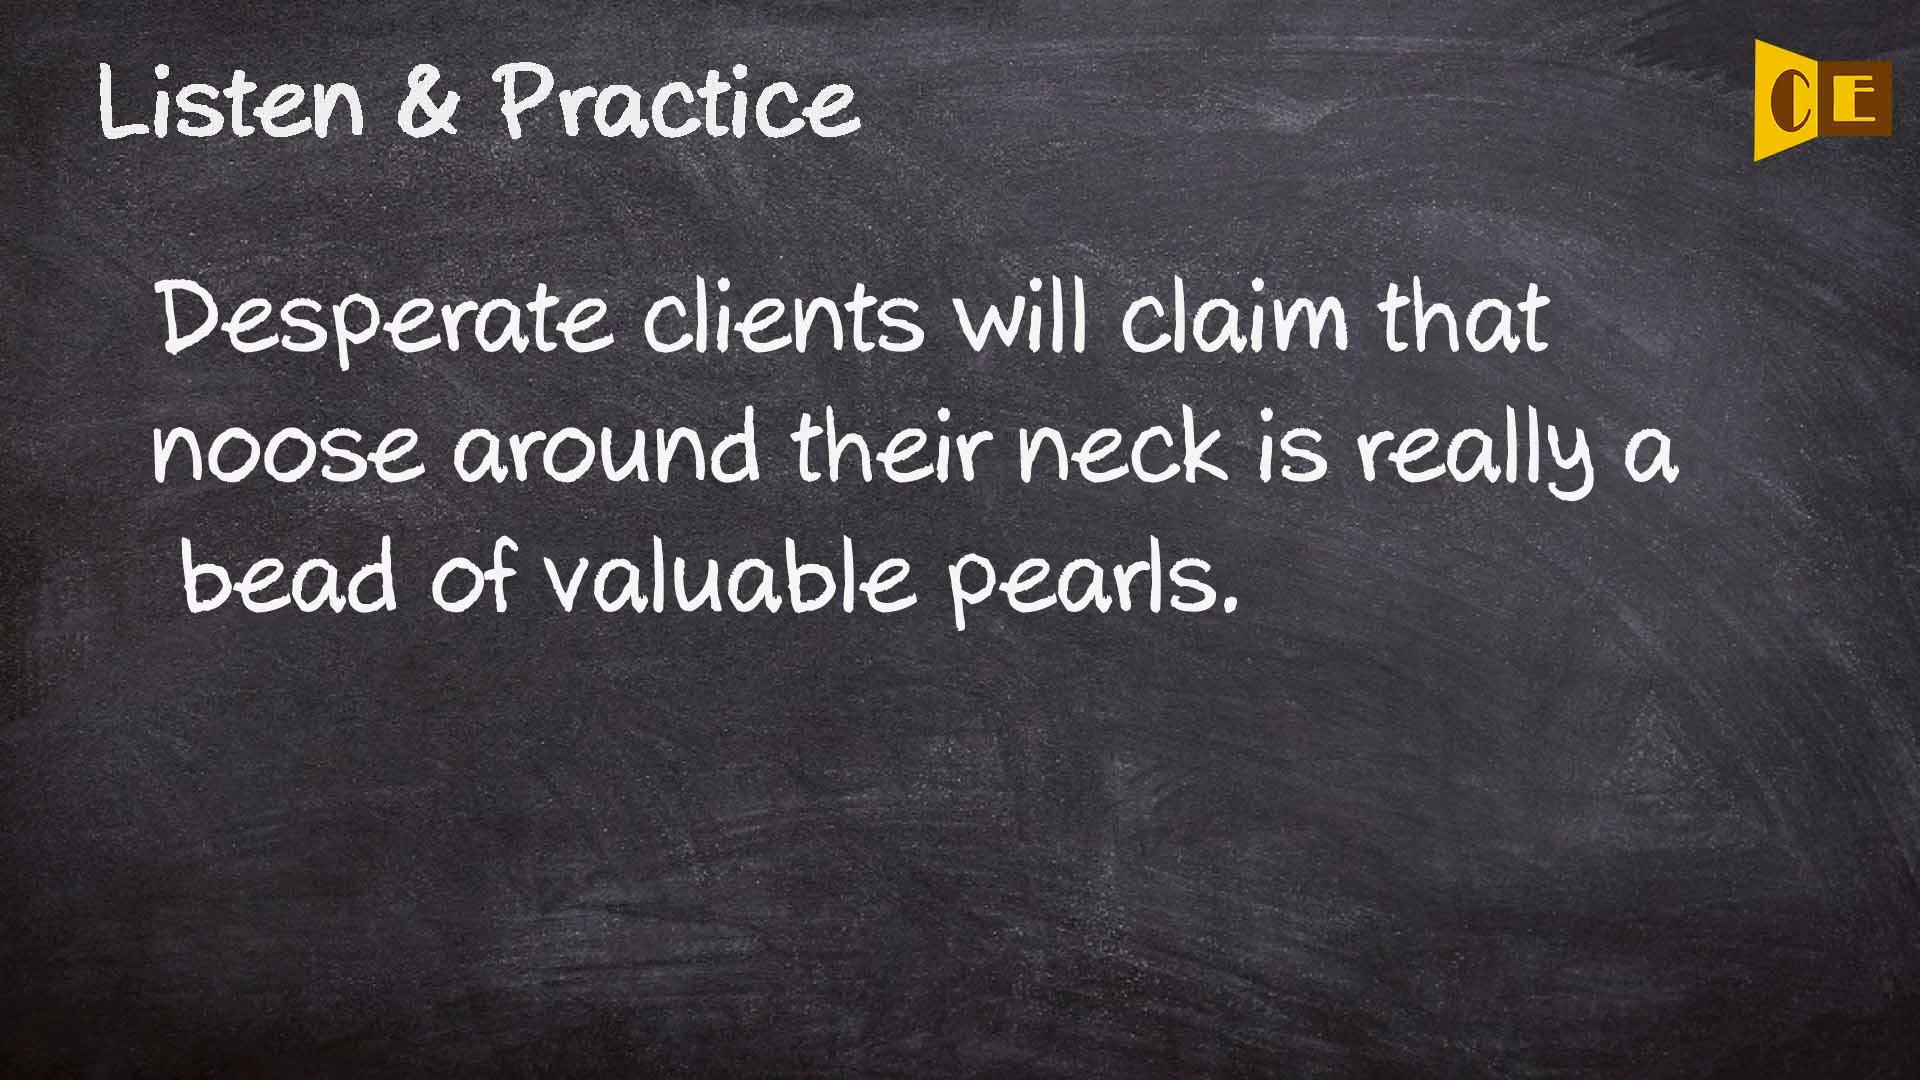 Listen & Practice
CE
Desperate clients will claim that
noose around their neck is really a
bead of valuable pearls.